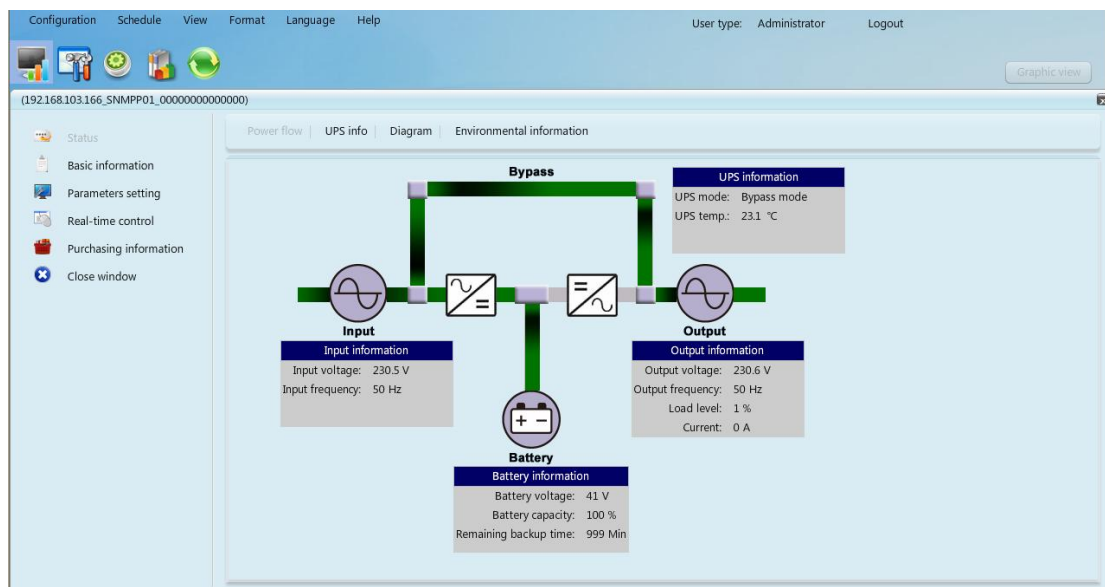 Configuration Schedule View Format Language Help User type: Administrator Logout
Graphic view
(192.168.103.166_SNMPP01_00000000000000)
Status
Basic information
Parameters setting
Real-time control
Purchasing information
Close window
Power flow UPS info Diagram Environmental information
Bypass
UPS information
UPS mode: Bypass mode
UPS temp.: 23.1 °C
Input
Input information
Input voltage: 230.5 V
Input frequency: 50 Hz
Output
Output information
Output voltage: 230.6 V
Output frequency: 50 Hz
Load level: 1 %
Current: 0 A
Battery
Battery information
Battery voltage: 41 V
Battery capacity: 100 %
Remaining backup time: 999 Min